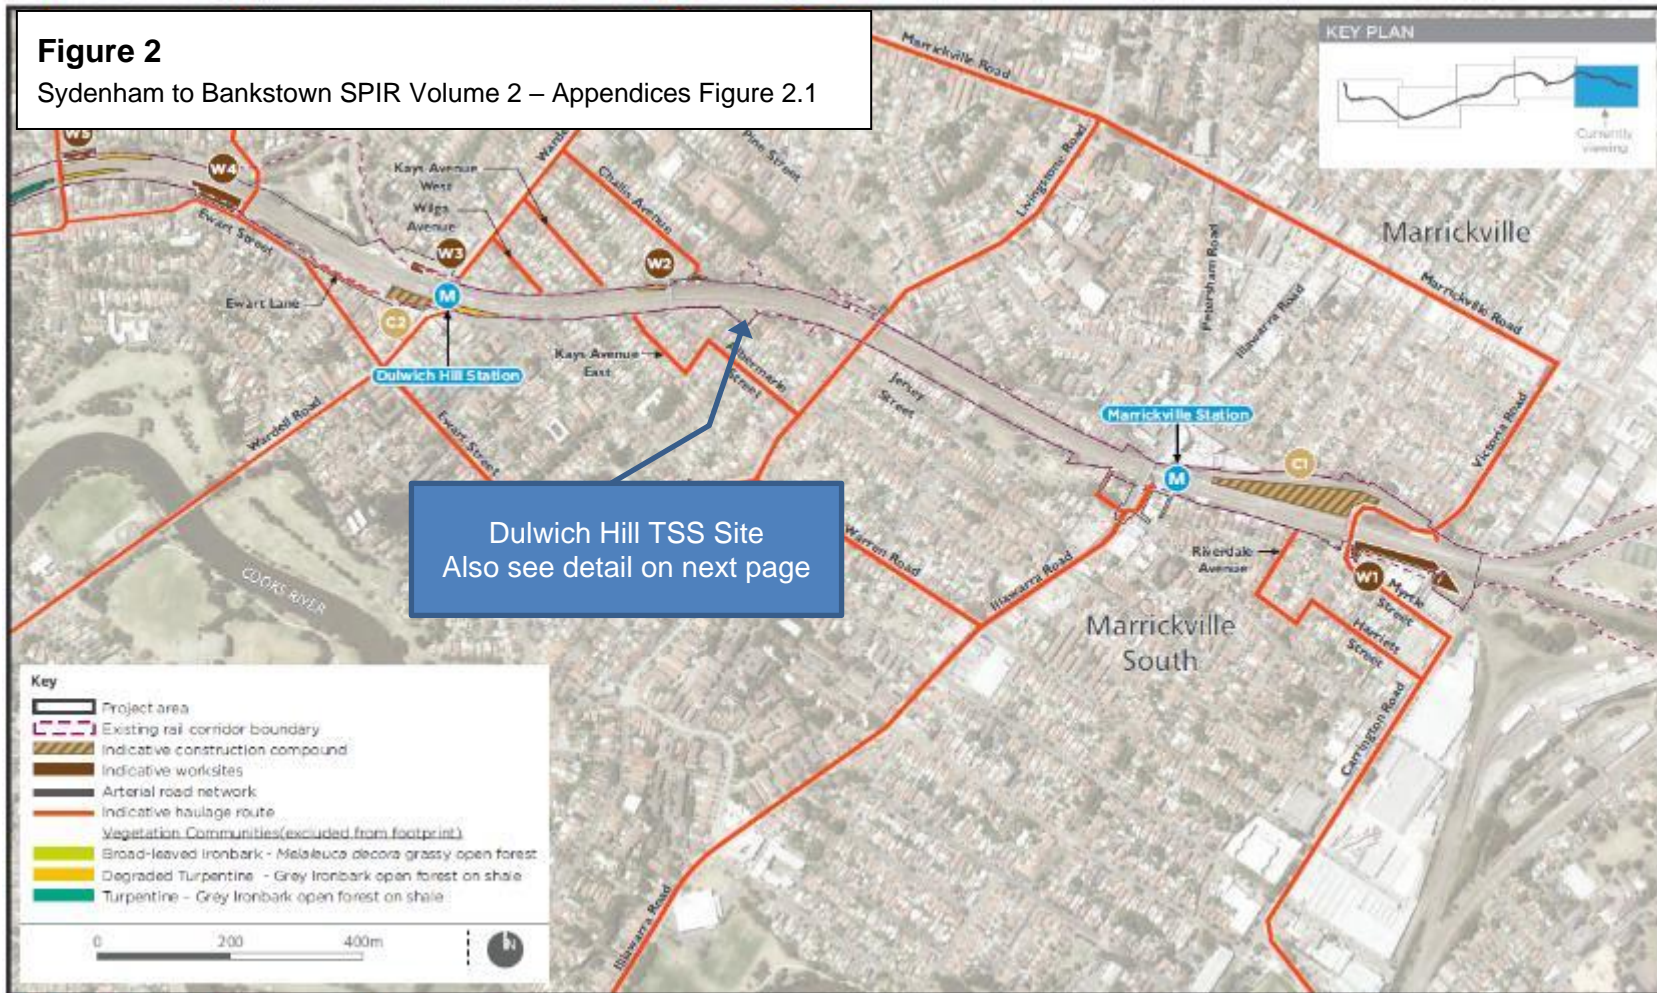 Figure 2
Sydenham to Bankstown SPIR Volume 2 – Appendices Figure 2.1
KEY PLAN
Currently
viewing
Marrickville Road
Livingstone Road
Pine Street
Challis Avenue
Kays Avenue
West
Wilga
Avenue
W5
W4
W3
W2
Ewart Street
Ewart Lane
C2
M
Dulwich Hill Station
Kays Avenue
East
Albermarle
Street
Wardell Road
Ewart Street
COOKS RIVER
Petersham Road
Illawarra Road
Marrickville
Marrickville Road
Victoria Road
Jersey
Street
Marrickville Station
M
C1
Dulwich Hill TSS Site
Also see detail on next page
Warren Road
Illawarra Road
Riverdale
Avenue
W1
Myrtle
Street
Harriett
Street
Marrickville
South
Carrington Road
Illawarra Road
Key
Project area
Existing rail corridor boundary
Indicative construction compound
Indicative worksites
Arterial road network
Indicative haulage route
Vegetation Communities(excluded from footprint)
Broad-leaved Ironbark - Melaleuca decora grassy open forest
Degraded Turpentine - Grey Ironbark open forest on shale
Turpentine - Grey Ironbark open forest on shale
0 200 400m
N